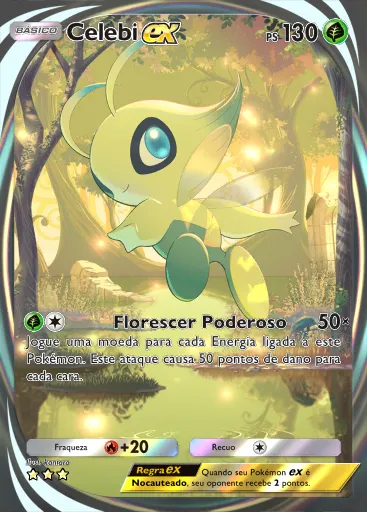 BÁSICO Celebi ex PS 130
Florescer Poderoso 50×
Jogue uma moeda para cada Energia ligada a este
Pokémon. Este ataque causa 50 pontos de dano para
cada cara.
Fraqueza +20 Recuo
Regra ex Quando seu Pokémon ex é
Nocauteado, seu oponente recebe 2 pontos.